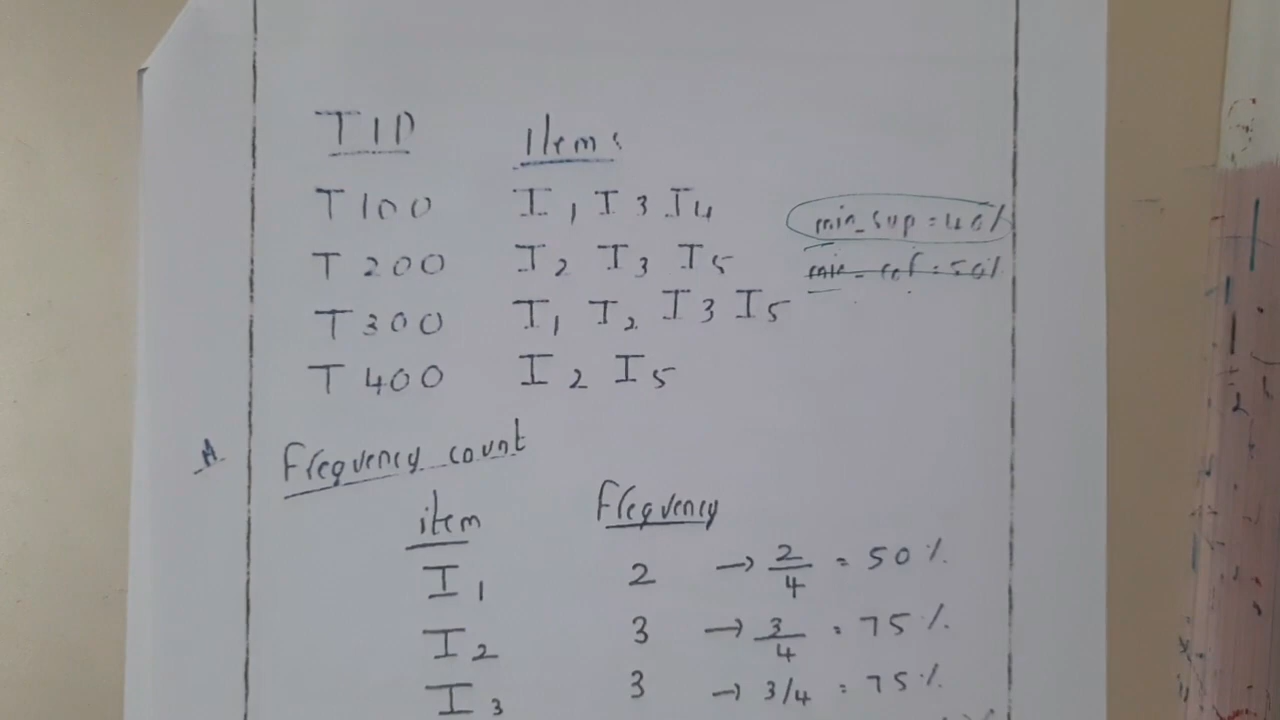 TID Items
T100 I1 I3 I4 min_sup = 40%
T200 I2 I3 I5
T300 I1 I2 I3 I5
T400 I2 I5
Frequency count
item Frequency
I1 2 → 2/4 = 50%
I2 3 → 3/4 = 75%
I3 3 → 3/4 = 75%